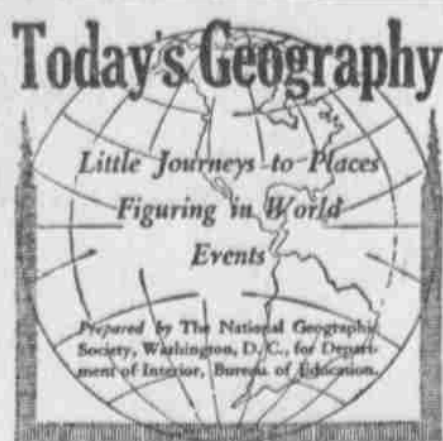 Today's Geography
Little Journeys to Places
Figuring in World
Events
Prepared by The National Geographic
Society, Washington, D. C., for Depart-
ment of Interior, Bureau of Education.